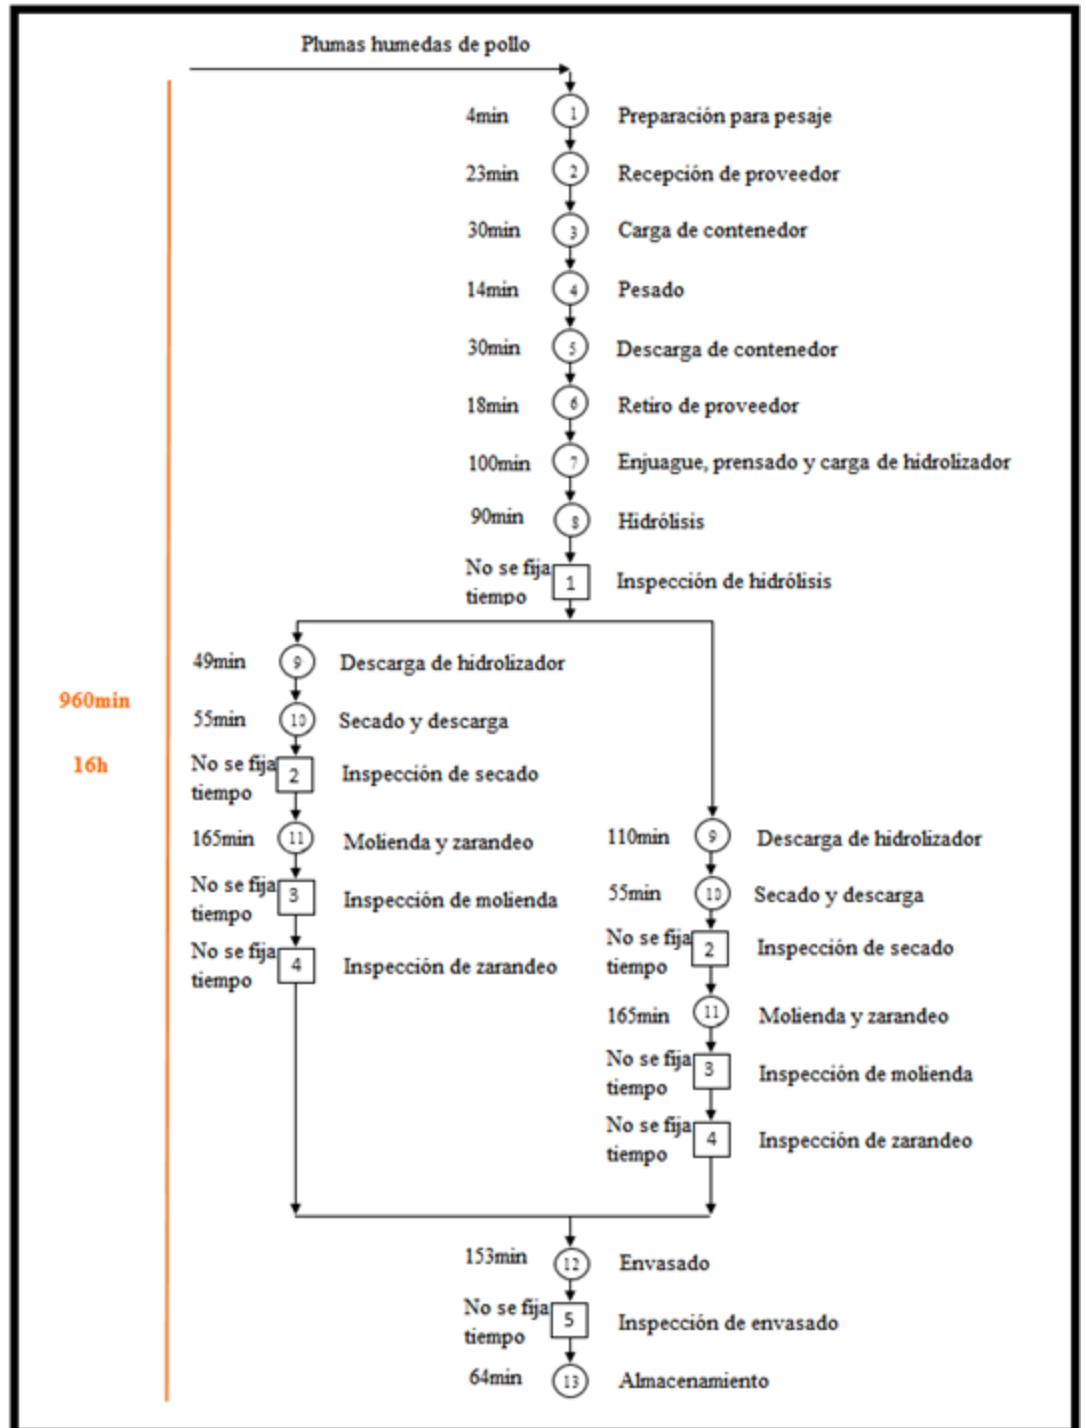 Plumas humedas de pollo
4min 1 Preparación para pesaje
23min 2 Recepción de proveedor
30min 3 Carga de contenedor
14min 4 Pesado
30min 5 Descarga de contenedor
18min 6 Retiro de proveedor
100min 7 Enjuague, prensado y carga de hidrolizador
90min 8 Hidrólisis
No se fija
tiempo
1 Inspección de hidrólisis
960min
16h
49min 9 Descarga de hidrolizador
55min 10 Secado y descarga
No se fija
tiempo
2 Inspección de secado
165min 11 Molienda y zarandeo
No se fija
tiempo
3 Inspección de molienda
No se fija
tiempo
4 Inspección de zarandeo
110min 9 Descarga de hidrolizador
55min 10 Secado y descarga
No se fija
tiempo
2 Inspección de secado
165min 11 Molienda y zarandeo
No se fija
tiempo
3 Inspección de molienda
No se fija
tiempo
4 Inspección de zarandeo
153min 12 Envasado
No se fija
tiempo
5 Inspección de envasado
64min 13 Almacenamiento